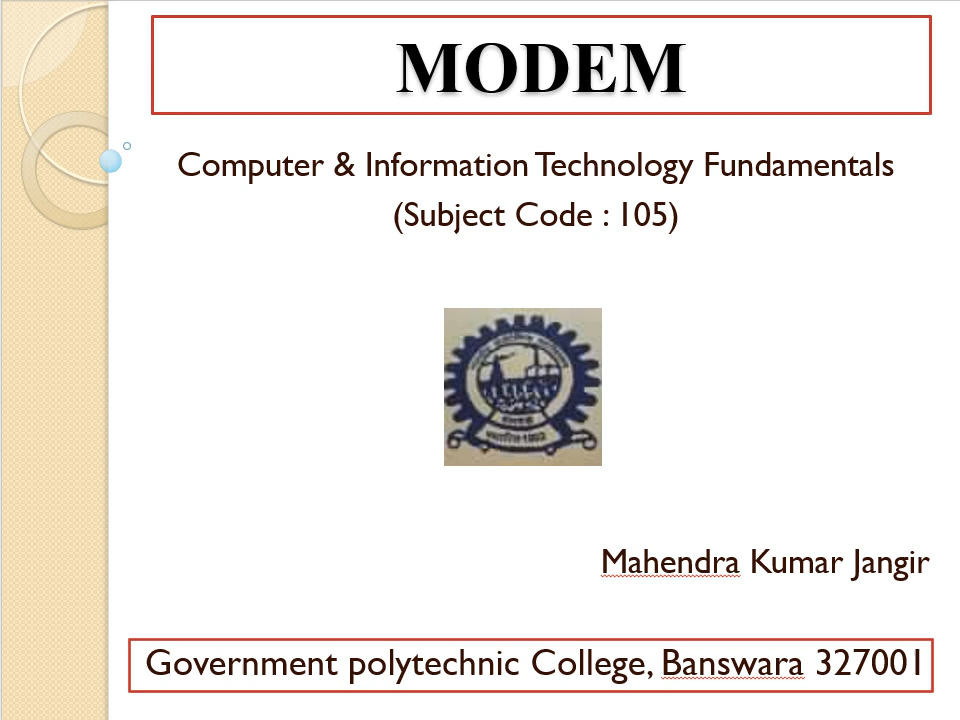 MODEM
Computer & Information Technology Fundamentals
(Subject Code : 105)
Mahendra Kumar Jangir
Government polytechnic College, Banswara 327001